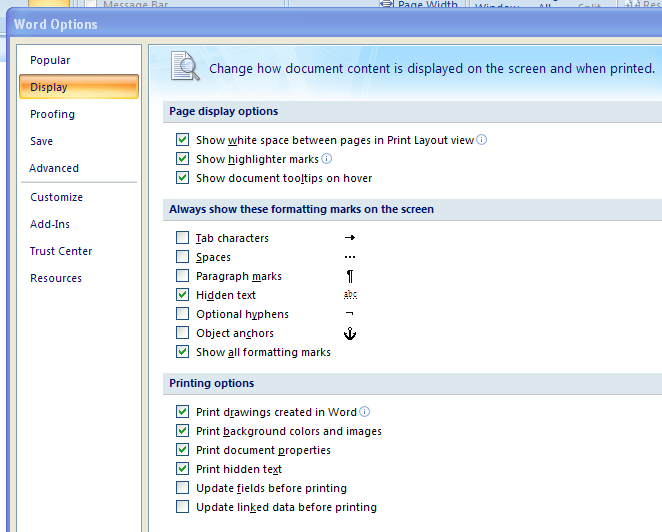 Message Bar
Page Width
Window
All
Split
Word Options
Popular
Display
Proofing
Save
Advanced
Customize
Add-Ins
Trust Center
Resources
Change how document content is displayed on the screen and when printed.
Page display options
Show white space between pages in Print Layout view
Show highlighter marks
Show document tooltips on hover
Always show these formatting marks on the screen
Tab characters →
Spaces ···
Paragraph marks ¶
Hidden text abc
Optional hyphens ¬
Object anchors
Show all formatting marks
Printing options
Print drawings created in Word
Print background colors and images
Print document properties
Print hidden text
Update fields before printing
Update linked data before printing